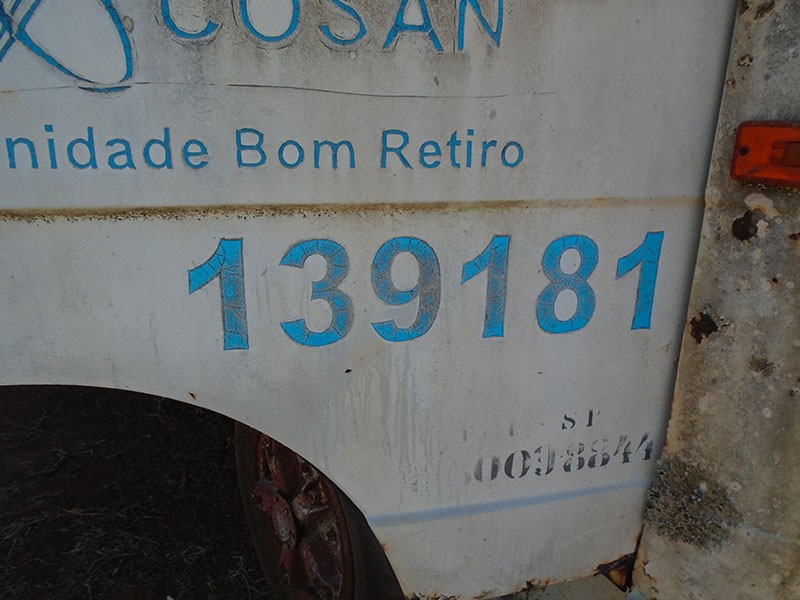 COSAN
nidade Bom Retiro
139181
SP
0098844